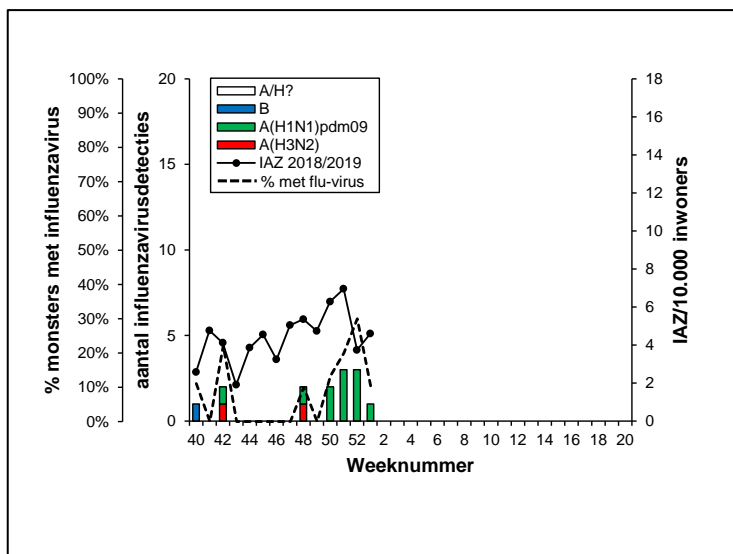 % monsters met influenzavirus
100%
90%
80%
70%
60%
50%
40%
30%
20%
10%
0%
aantal influenzavirusdetecties
20
15
10
5
0
A/H?
B
A(H1N1)pdm09
A(H3N2)
IAZ 2018/2019
% met flu-virus
18
16
14
12
10
8
6
4
2
0
IAZ/10.000 inwoners
40 42 44 46 48 50 52 2 4 6 8 10 12 14 16 18 20
Weeknummer